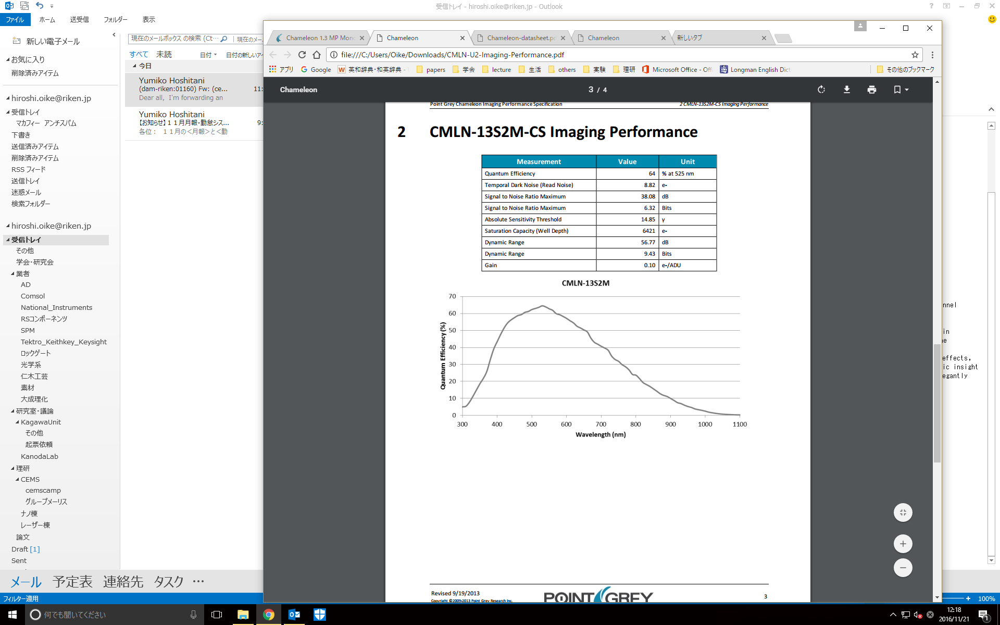 受信トレイ - hiroshi.oike@riken.jp - Outlook
ファイル ホーム 送受信 フォルダー 表示
新しい電子メール
お気に入り
削除済みアイテム
hiroshi.oike@riken.jp
受信トレイ
マカフィー アンチスパム
下書き
送信済みアイテム
削除済みアイテム
RSS フィード
送信トレイ
迷惑メール
検索フォルダー
hiroshi.oike@riken.jp
受信トレイ
その他
学会・研究会
業者
AD
Comsol
National_Instruments
RSコンポーネンツ
SPM
Tektro_Keithkey_Keysight
ロックゲート
光学系
仁木工芸
素材
大成理化
研究室・議論
KagawaUnit
その他
起票依頼
KanodaLab
理研
CEMS
cemscamp
グループメーリス
ナノ棟
レーザー棟
論文
Draft [1]
Sent
メール 予定表 連絡先 タスク ···
フィルター適用
現在のメールボックス の検索 (Ct··· 現在のメー
すべて 未読 日付 日付の新しいア
今日
Yumiko Hoshitani
(dam-riken:01160) Fw: (ce... 11:
Dear all, I'm forwarding an
Yumiko Hoshitani
【お知らせ】１１月月報・勤怠シス... 9:
各位： １１月の＜月報＞と＜勤
Chameleon 1.3 MP Mono Chameleon Chameleon-datasheet.pd Chameleon 新しいタブ
file:///C:/Users/Oike/Downloads/CMLN-U2-Imaging-Performance.pdf
アプリ Google 英和辞典・和英辞典 - papers 学会 lecture 生活 others 実験 理研 Microsoft Office - Offi Longman English Dict その他のブックマーク
Chameleon 3 / 4
Point Grey Chameleon Imaging Performance Specification 2 CMLN-13S2M-CS Imaging Performance
2 CMLN-13S2M-CS Imaging Performance
Measurement Value Unit
Quantum Efficiency 64 % at 525 nm
Temporal Dark Noise (Read Noise) 8.82 e-
Signal to Noise Ratio Maximum 38.08 dB
Signal to Noise Ratio Maximum 6.32 Bits
Absolute Sensitivity Threshold 14.85 γ
Saturation Capacity (Well Depth) 6421 e-
Dynamic Range 56.77 dB
Dynamic Range 9.43 Bits
Gain 0.10 e-/ADU
CMLN-13S2M
Quantum Efficiency (%)
70
60
50
40
30
20
10
0
300 400 500 600 700 800 900 1000 1100
Wavelength (nm)
Revised 9/19/2013
Copyright ©2009-2013 Point Grey Research Inc.
POINT GREY
3
nnel
in
effects,
ic insight
egantly
100%
何でも聞いてください
12:18
2016/11/21
1